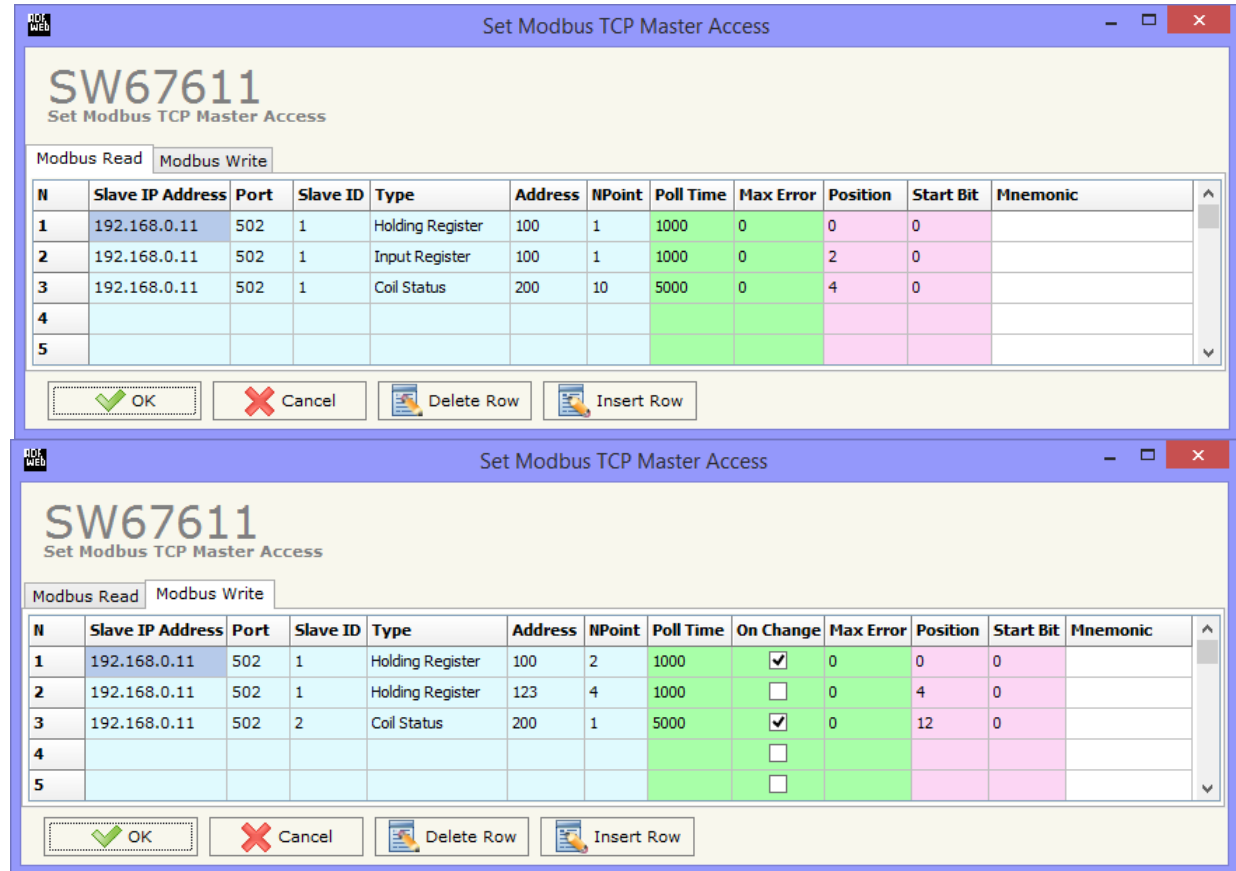 ADF WEB Set Modbus TCP Master Access
SW67611
Set Modbus TCP Master Access
Modbus Read Modbus Write
N Slave IP Address Port Slave ID Type Address NPoint Poll Time Max Error Position Start Bit Mnemonic
1 192.168.0.11 502 1 Holding Register 100 1 1000 0 0 0
2 192.168.0.11 502 1 Input Register 100 1 1000 0 2 0
3 192.168.0.11 502 1 Coil Status 200 10 5000 0 4 0
4
5
OK Cancel Delete Row Insert Row
ADF WEB Set Modbus TCP Master Access
SW67611
Set Modbus TCP Master Access
Modbus Read Modbus Write
N Slave IP Address Port Slave ID Type Address NPoint Poll Time On Change Max Error Position Start Bit Mnemonic
1 192.168.0.11 502 1 Holding Register 100 2 1000 0 0 0
2 192.168.0.11 502 1 Holding Register 123 4 1000 0 4 0
3 192.168.0.11 502 2 Coil Status 200 1 5000 0 12 0
4
5
OK Cancel Delete Row Insert Row